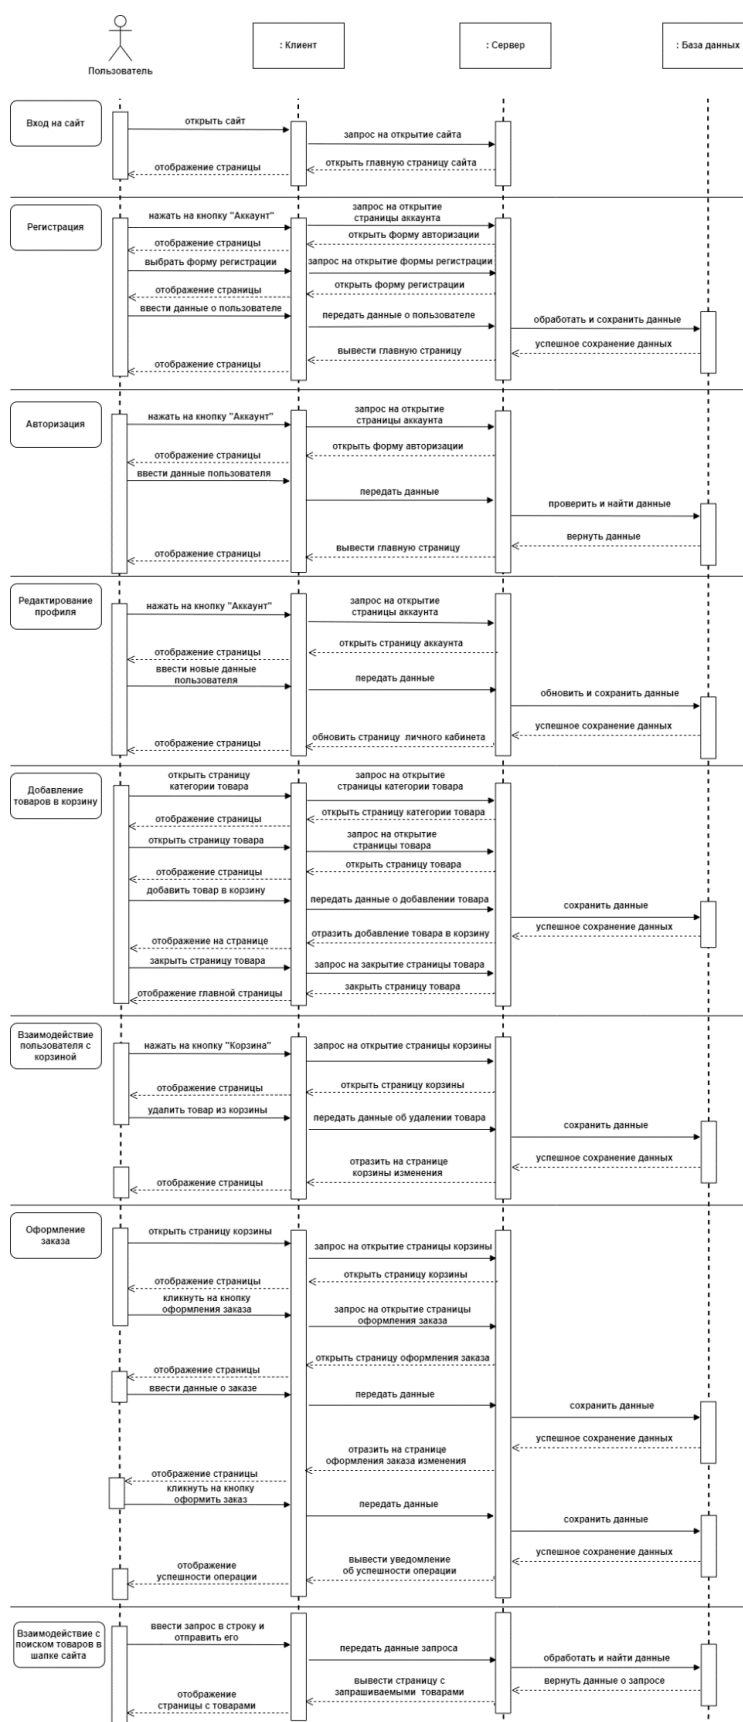 : Клиент
: Сервер
: База данных
Пользователь
Вход на сайт
открыть сайт
запрос на открытие сайта
открыть главную страницу сайта
отображение страницы
Регистрация
нажать на кнопку "Аккаунт"
запрос на открытие
страницы аккаунта
открыть форму авторизации
отображение страницы
выбрать форму регистрации
запрос на открытие формы регистрации
открыть форму регистрации
отображение страницы
ввести данные о пользователе
передать данные о пользователе
обработать и сохранить данные
успешное сохранение данных
вывести главную страницу
отображение страницы
Авторизация
нажать на кнопку "Аккаунт"
запрос на открытие
страницы аккаунта
открыть форму авторизации
отображение страницы
ввести данные пользователя
передать данные
проверить и найти данные
вернуть данные
вывести главную страницу
отображение страницы
Редактирование
профиля
нажать на кнопку "Аккаунт"
запрос на открытие
страницы аккаунта
открыть страницу аккаунта
отображение страницы
ввести новые данные
пользователя
передать данные
обновить и сохранить данные
успешное сохранение данных
обновить страницу личного кабинета
отображение страницы
Добавление
товаров в корзину
открыть страницу
категории товара
запрос на открытие
страницы категории товара
открыть страницу категории товара
отображение страницы
открыть страницу товара
запрос на открытие
страницы товара
открыть страницу товара
отображение страницы
добавить товар в корзину
передать данные о добавлении товара
сохранить данные
успешное сохранение данных
отразить добавление товара в корзину
отображение на странице
закрыть страницу товара
запрос на закрытие страницы товара
закрыть страницу товара
отображение главной страницы
Взаимодействие
пользователя с
корзиной
нажать на кнопку "Корзина"
запрос на открытие страницы корзины
открыть страницу корзины
отображение страницы
удалить товар из корзины
передать данные об удалении товара
сохранить данные
успешное сохранение данных
отразить на странице
корзины изменения
отображение страницы
Оформление
заказа
открыть страницу корзины
запрос на открытие страницы корзины
открыть страницу корзины
отображение страницы
кликнуть на кнопку
оформления заказа
запрос на открытие страницы
оформления заказа
открыть страницу оформления заказа
отображение страницы
ввести данные о заказе
передать данные
сохранить данные
успешное сохранение данных
отразить на странице
оформления заказа изменения
отображение страницы
кликнуть на кнопку
оформить заказ
передать данные
сохранить данные
успешное сохранение данных
вывести уведомление
об успешности операции
отображение
успешности операции
Взаимодействие с
поиском товаров в
шапке сайта
ввести запрос в строку и
отправить его
передать данные запроса
обработать и найти данные
вернуть данные о запросе
вывести страницу с
запрашиваемыми товарами
отображение
страницы с товарами